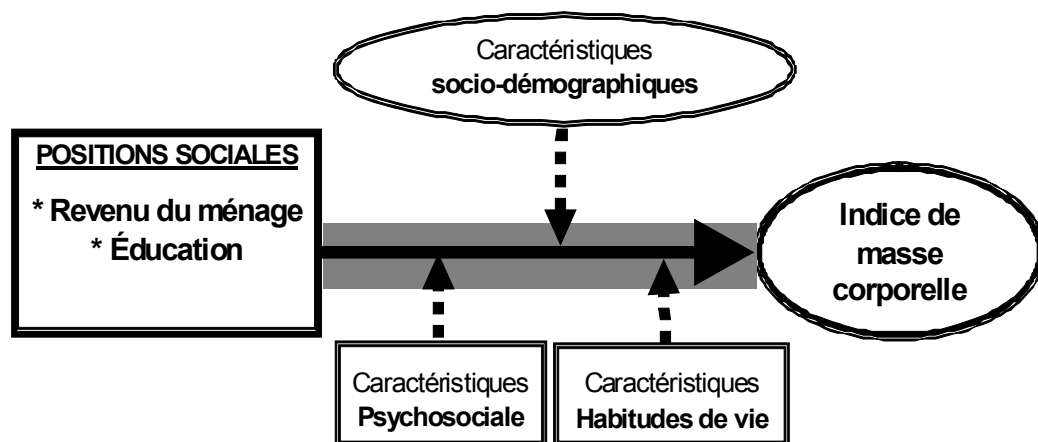 Caractéristiques
socio-démographiques
POSITIONS SOCIALES
* Revenu du ménage
* Éducation
Indice de
masse
corporelle
Caractéristiques
Psychosociale
Caractéristiques
Habitudes de vie